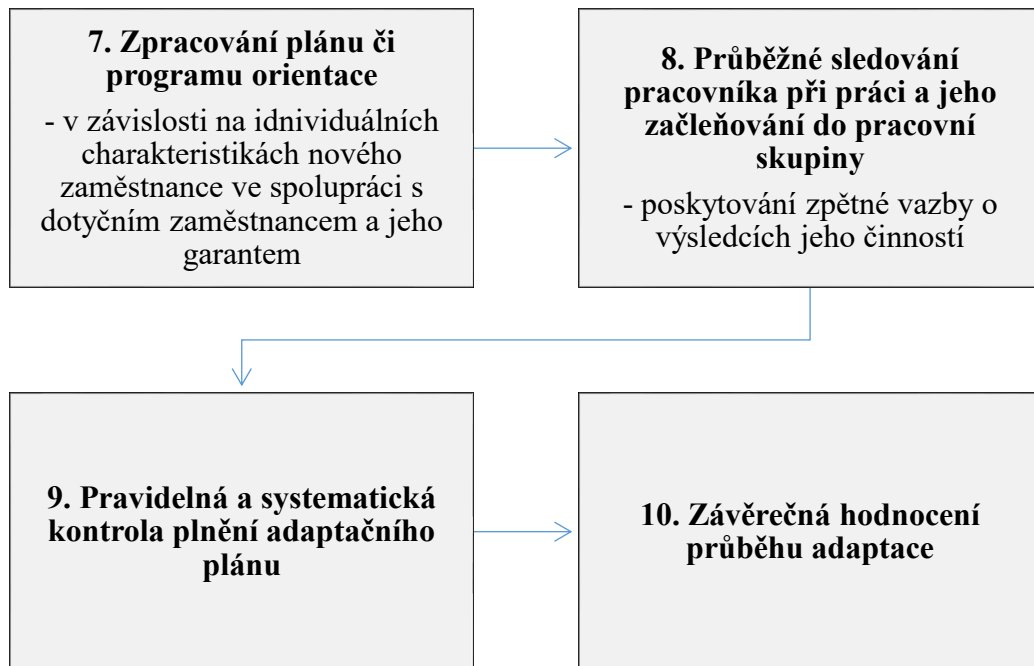 7. Zpracování plánu či
programu orientace
- v závislosti na idnividuálních
charakteristikách nového
zaměstnance ve spolupráci s
dotyčním zaměstnancem a jeho
garantem
8. Průběžné sledování
pracovníka při práci a jeho
začleňování do pracovní
skupiny
- poskytování zpětné vazby o
výsledcích jeho činností
9. Pravidelná a systematická
kontrola plnění adaptačního
plánu
10. Závěrečná hodnocení
průběhu adaptace